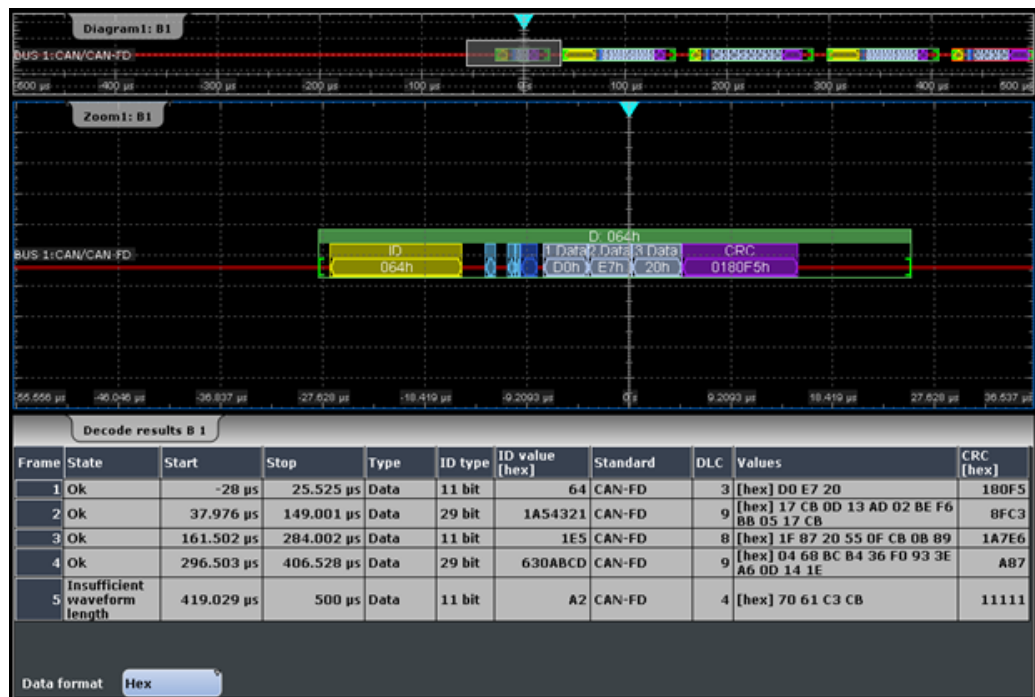 Diagram1: B1
BUS 1:CAN/CAN-FD
-600 µs -400 µs -300 µs -200 µs -100 µs 0 s 100 µs 200 µs 300 µs 400 µs 500 µs
Zoom1: B1
D: 064h
ID 1 Data 2 Data 3 Data CRC
BUS 1:CAN/CAN-FD
064h D0h E7h 20h 0180F5h
-46.046 µs -36.837 µs -27.628 µs -18.419 µs -9.2093 µs 0 s 9.2093 µs 18.419 µs 27.628 µs 36.537 µs
Decode results B 1
Frame State Start Stop Type ID type ID value [hex] Standard DLC Values CRC [hex]
1 Ok -28 µs 25.525 µs Data 11 bit 64 CAN-FD 3 [hex] D0 E7 20 180F5
2 Ok 37.976 µs 149.001 µs Data 29 bit 1A54321 CAN-FD 9 [hex] 17 CB 0D 13 AD 02 BE F6 BB 05 17 CB 8FC3
3 Ok 161.502 µs 284.002 µs Data 11 bit 1E5 CAN-FD 8 [hex] 1F 87 20 55 0F CB 0B 89 1A7E6
4 Ok 296.503 µs 406.528 µs Data 29 bit 630ABCD CAN-FD 9 [hex] 04 68 BC B4 36 F0 93 3E A6 0D 14 1E A87
5 Insufficient waveform length 419.029 µs 500 µs Data 11 bit A2 CAN-FD 4 [hex] 70 61 C3 CB 11111
Data format Hex